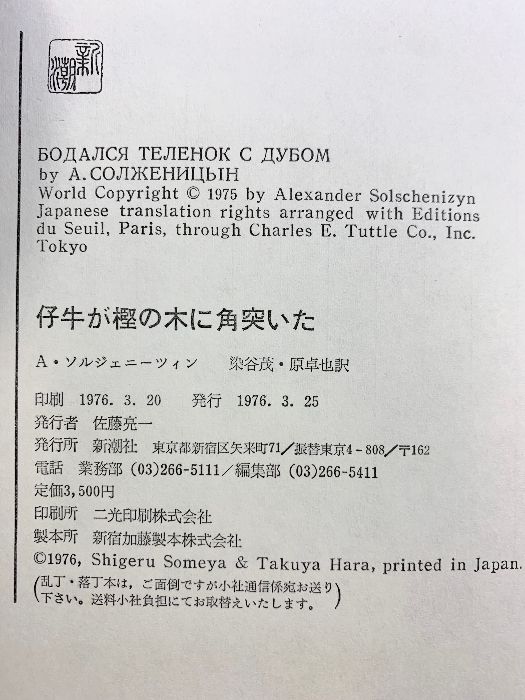 新潮
БОДАЛСЯ ТЕЛЕНОК С ДУБОМ
by А. СОЛЖЕНИЦЫН
World Copyright © 1975 by Alexander Solschenizyn
Japanese translation rights arranged with Editions
du Seuil, Paris, through Charles E. Tuttle Co., Inc.
Tokyo
仔牛が樫の木に角突いた
A・ソルジェニーツィン　染谷茂・原卓也訳
印刷　1976. 3. 20　発行　1976. 3. 25
発行者　佐藤亮一
発行所　新潮社　東京都新宿区矢来町71／振替東京4-808／〒162
電話　業務部 (03)266-5111／編集部 (03)266-5411
定価3,500円
印刷所　二光印刷株式会社
製本所　新宿加藤製本株式会社
©1976, Shigeru Someya & Takuya Hara, printed in Japan.
(乱丁・落丁本は，ご面倒ですが小社通信係宛お送り
下さい。送料小社負担にてお取替えいたします。)